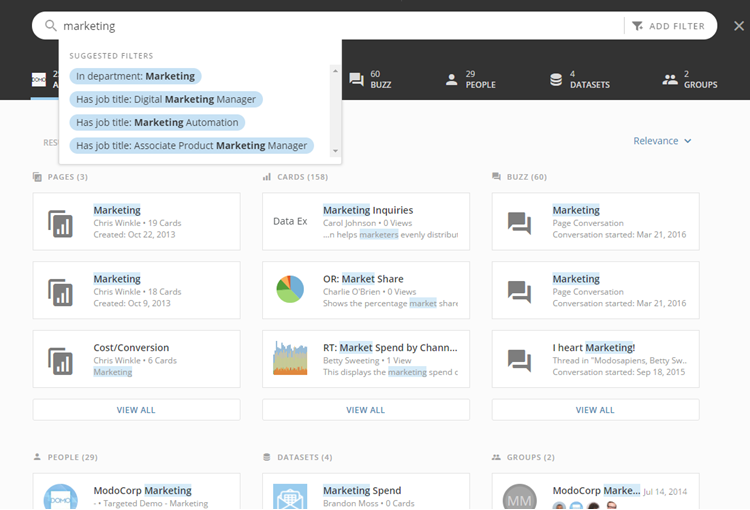 marketing
ADD FILTER
SUGGESTED FILTERS
In department: Marketing
Has job title: Digital Marketing Manager
Has job title: Marketing Automation
Has job title: Associate Product Marketing Manager
DOMO
60
BUZZ
29
PEOPLE
4
DATASETS
2
GROUPS
Relevance
PAGES (3)
Marketing
Chris Winkle • 19 Cards
Created: Oct 22, 2013
Marketing
Chris Winkle • 18 Cards
Created: Oct 9, 2013
Cost/Conversion
Chris Winkle • 6 Cards
Marketing
VIEW ALL
CARDS (158)
Data Ex
Marketing Inquiries
Carol Johnson • 0 Views
...n helps marketers evenly distribut
OR: Market Share
Charlie O'Brien • 0 Views
Shows the percentage market share
RT: Market Spend by Chann...
Betty Sweeting • 1 View
This displays the marketing spend c
VIEW ALL
BUZZ (60)
Marketing
Page Conversation
Conversation started: Mar 21, 2016
Marketing
Page Conversation
Conversation started: Mar 21, 2016
I heart Marketing!
Thread in "Modosapiens, Betty Sw..
Conversation started: Sep 18, 2015
VIEW ALL
PEOPLE (29)
DOMO
ModoCorp Marketing
- • Targeted Demo - Marketing
DATASETS (4)
Marketing Spend
Brandon Moss • 0 Cards
GROUPS (2)
MM
ModoCorp Marke... Jul 14, 2014